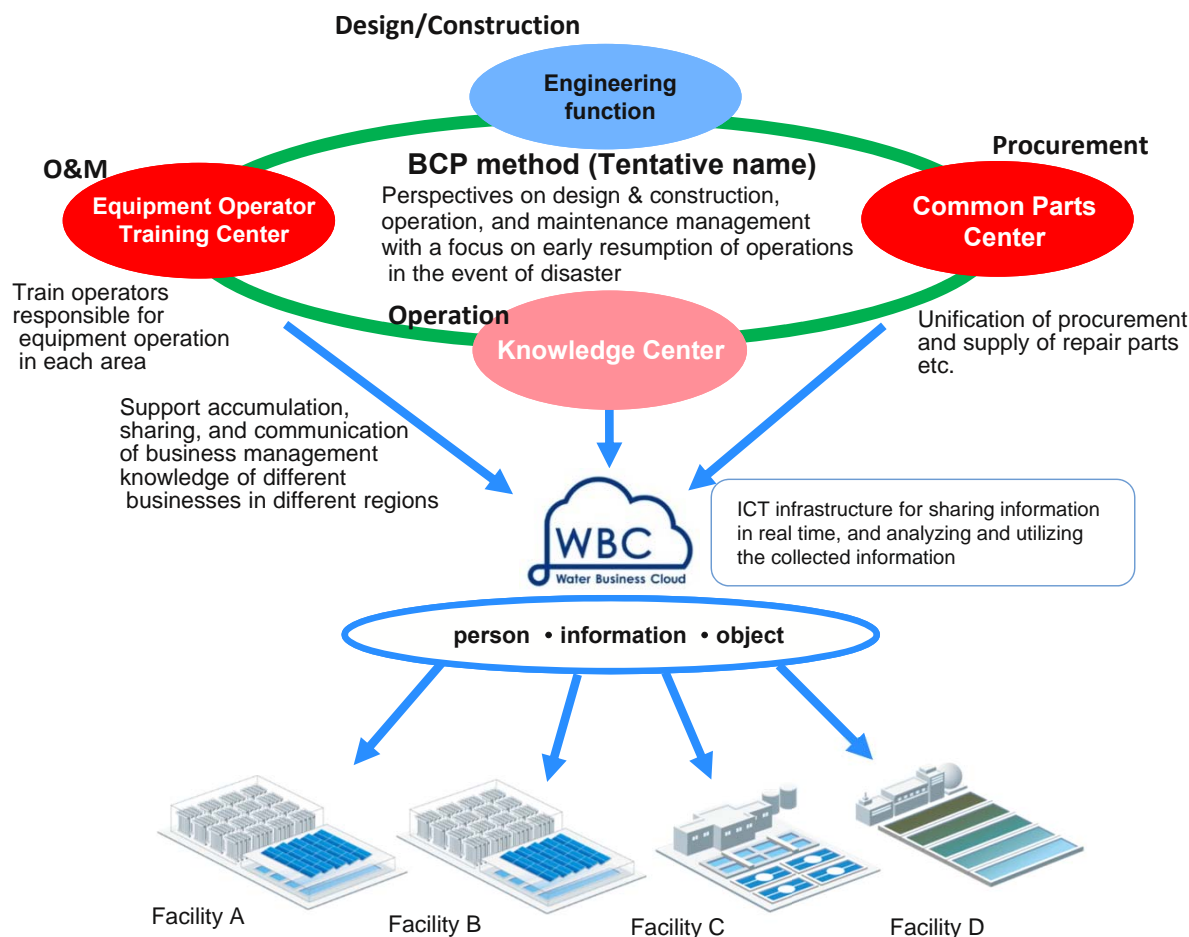 Design/Construction
Engineering
function
Procurement
O&M
BCP method (Tentative name)
Perspectives on design & construction,
operation, and maintenance management
with a focus on early resumption of operations
in the event of disaster
Equipment Operator
Training Center
Common Parts
Center
Train operators
responsible for
equipment operation
in each area
Operation
Knowledge Center
Unification of procurement
and supply of repair parts
etc.
Support accumulation,
sharing, and communication
of business management
knowledge of different
businesses in different regions
WBC
Water Business Cloud
ICT infrastructure for sharing information
in real time, and analyzing and utilizing
the collected information
person • information • object
Facility A
Facility B
Facility C
Facility D